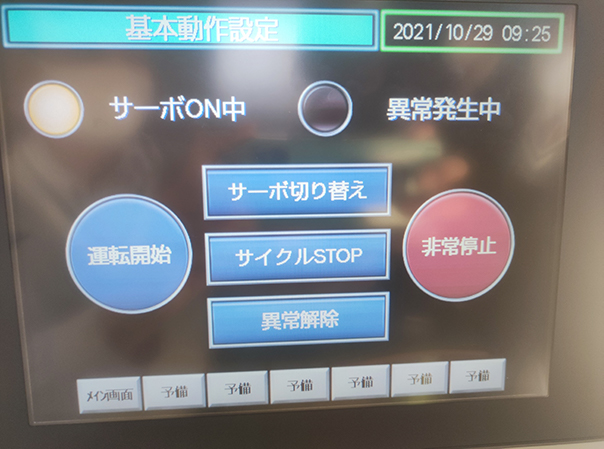 基本動作設定
2021/10/29 09:25
サーボON中
異常発生中
サーボ切り替え
運転開始
サイクルSTOP
非常停止
異常解除
メイン画面
予備
予備
予備
予備
予備
予備